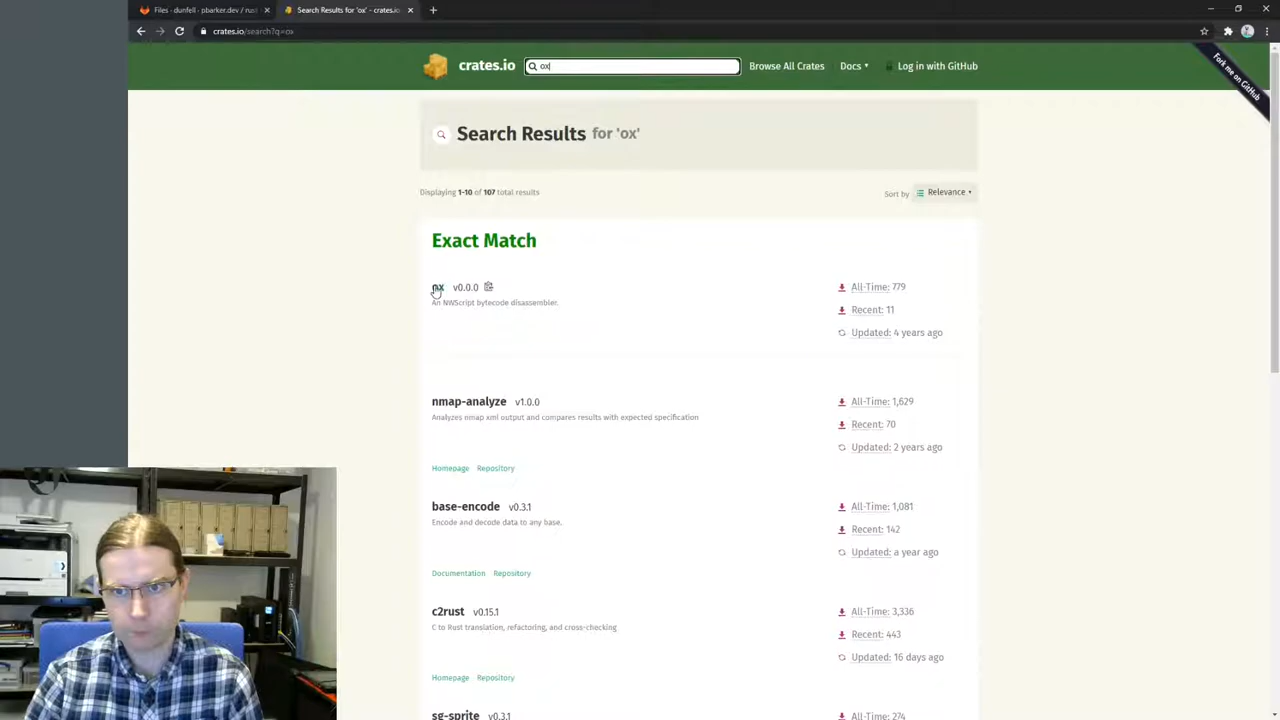 Files · dunfell · pbarker.dev / rust
Search Results for 'ox' - crates.io
crates.io/search?q=ox
crates.io
ox
Browse All Crates
Docs
Log in with GitHub
Fork me on GitHub
Search Results for 'ox'
Displaying 1-10 of 107 total results
Sort by
Relevance
Exact Match
ox v0.0.0
All-Time: 779
An NWScript bytecode disassembler.
Recent: 11
Updated: 4 years ago
nmap-analyze v1.0.0
All-Time: 1,629
Analyzes nmap xml output and compares results with expected specification
Recent: 70
Updated: 2 years ago
Homepage Repository
base-encode v0.3.1
All-Time: 1,081
Encode and decode data to any base.
Recent: 142
Updated: a year ago
Documentation Repository
c2rust v0.15.1
All-Time: 3,336
C to Rust translation, refactoring, and cross-checking
Recent: 443
Updated: 16 days ago
Homepage Repository
sg-sprite v0.3.1
All-Time: 274